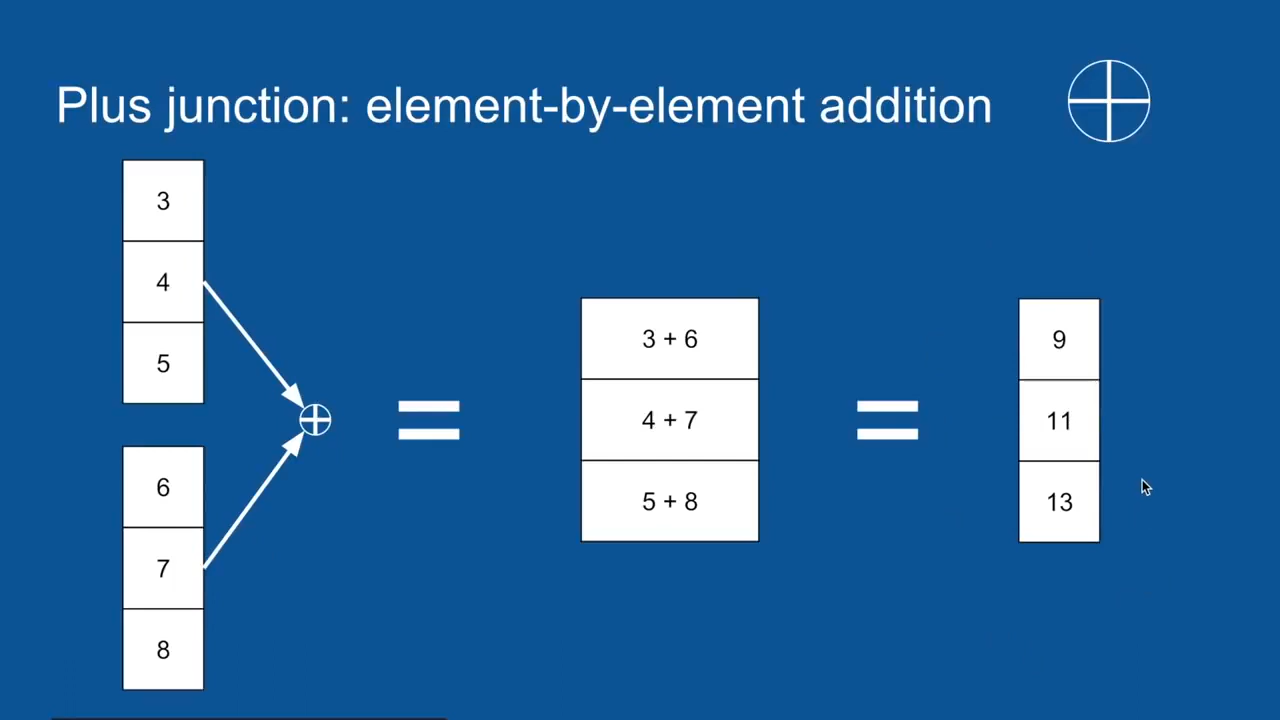 Plus junction: element-by-element addition
3
4
5
6
7
8
=
3 + 6
4 + 7
5 + 8
=
9
11
13